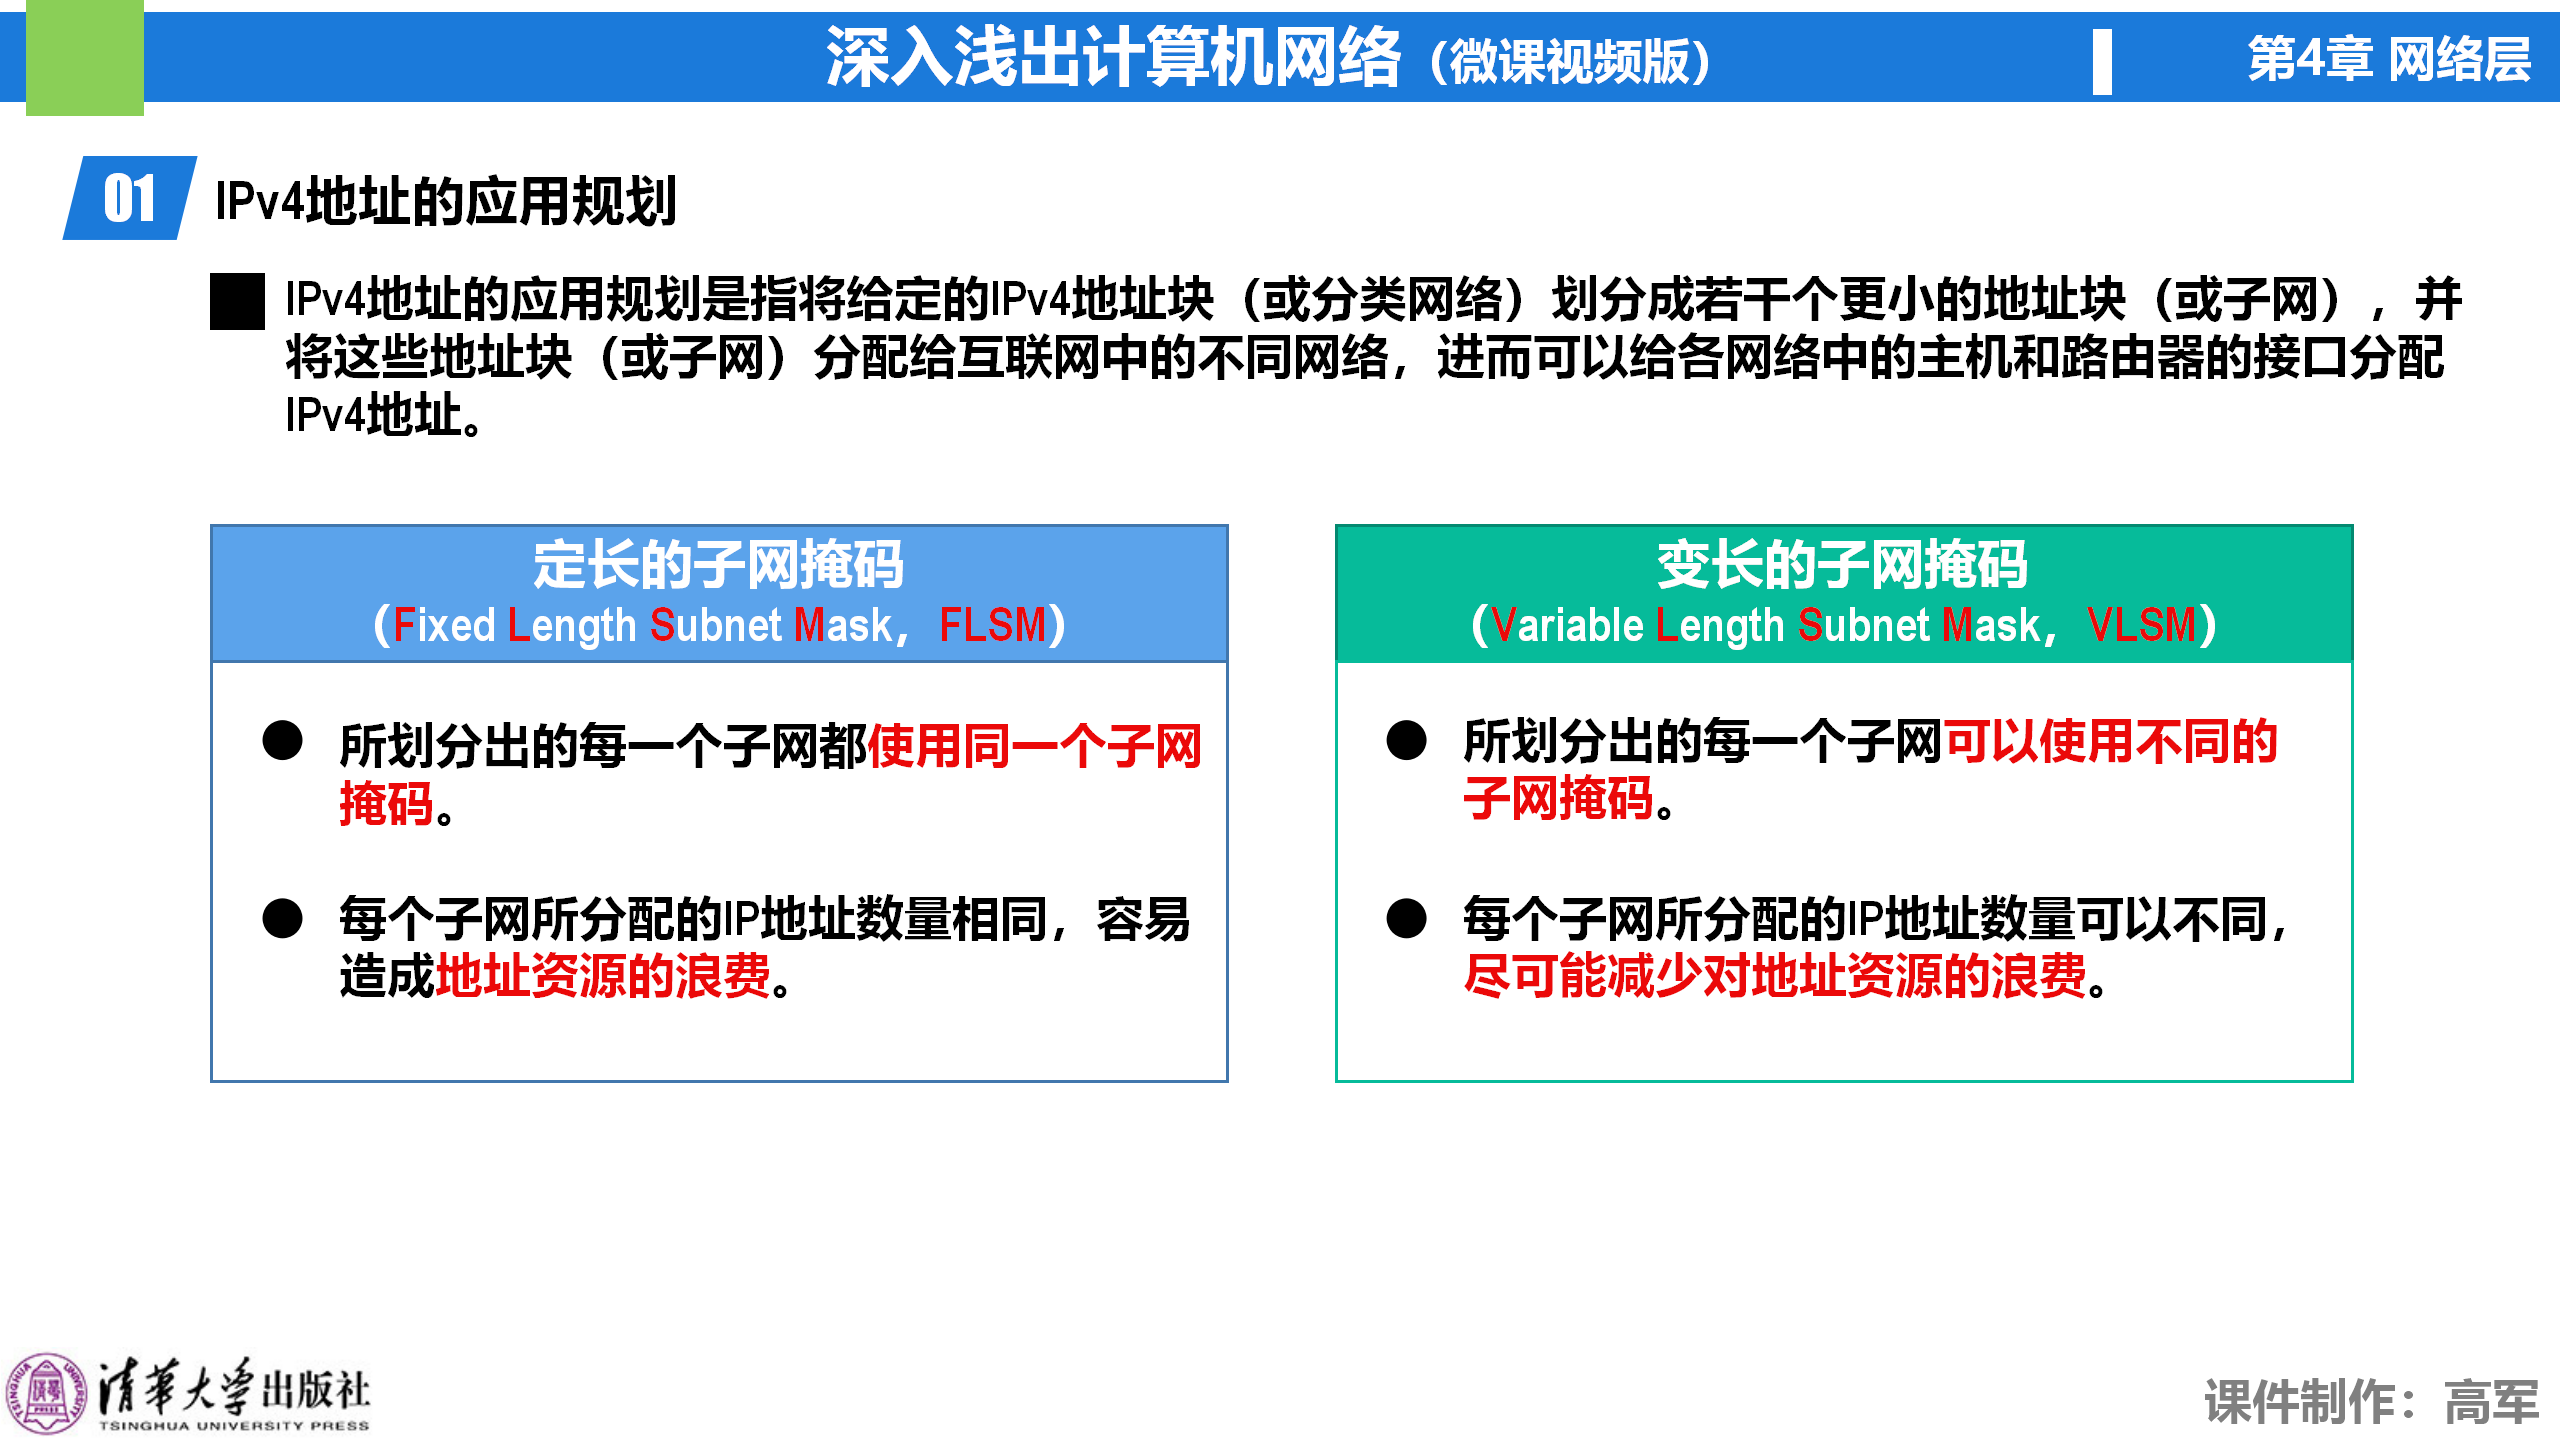 深入浅出计算机网络（微课视频版）
第4章 网络层
01
IPv4地址的应用规划
IPv4地址的应用规划是指将给定的IPv4地址块（或分类网络）划分成若干个更小的地址块（或子网），并
将这些地址块（或子网）分配给互联网中的不同网络，进而可以给各网络中的主机和路由器的接口分配
IPv4地址。
定长的子网掩码
（Fixed Length Subnet Mask，FLSM）
所划分出的每一个子网都使用同一个子网
掩码。
每个子网所分配的IP地址数量相同，容易
造成地址资源的浪费。
变长的子网掩码
（Variable Length Subnet Mask，VLSM）
所划分出的每一个子网可以使用不同的
子网掩码。
每个子网所分配的IP地址数量可以不同，
尽可能减少对地址资源的浪费。
清華大学出版社
TSINGHUA UNIVERSITY PRESS
课件制作：高军